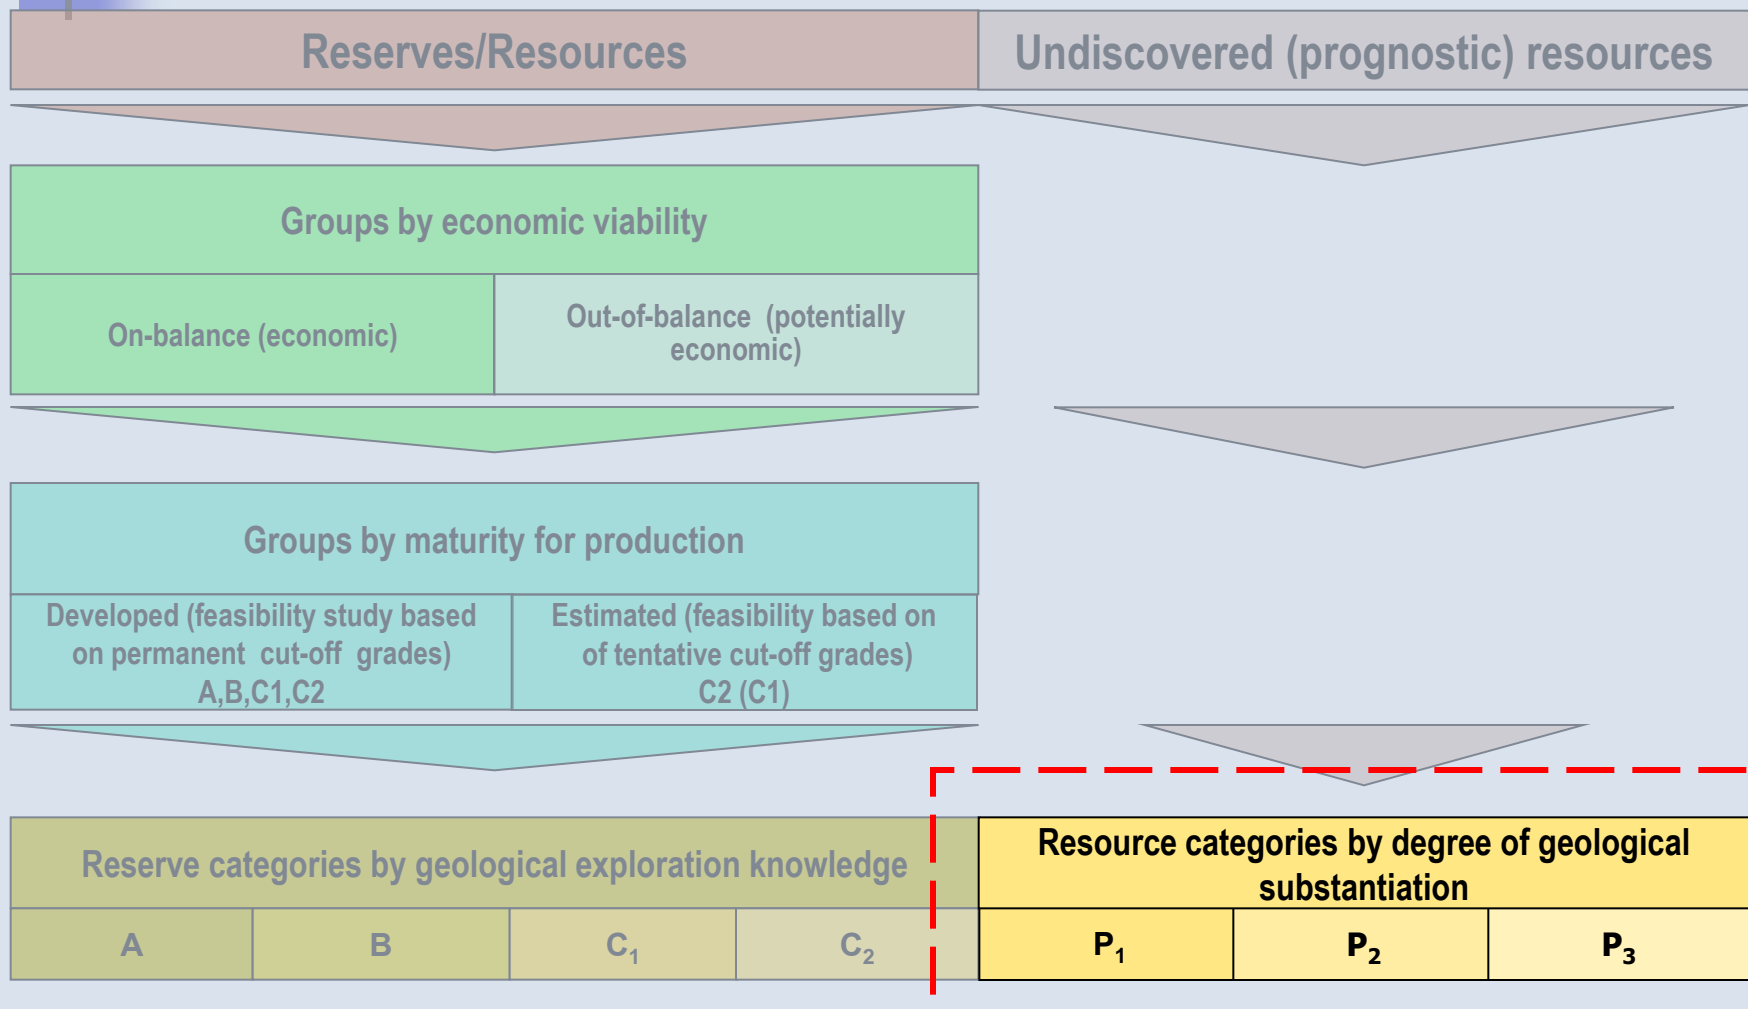 Reserves/Resources
Undiscovered (prognostic) resources
Groups by economic viability
On-balance (economic)
Out-of-balance (potentially
economic)
Groups by maturity for production
Developed (feasibility study based
on permanent cut-off grades)
A,B,C1,C2
Estimated (feasibility based on
of tentative cut-off grades)
C2 (C1)
Reserve categories by geological exploration knowledge
A
B
C₁
C₂
Resource categories by degree of geological
substantiation
P₁
P₂
P₃